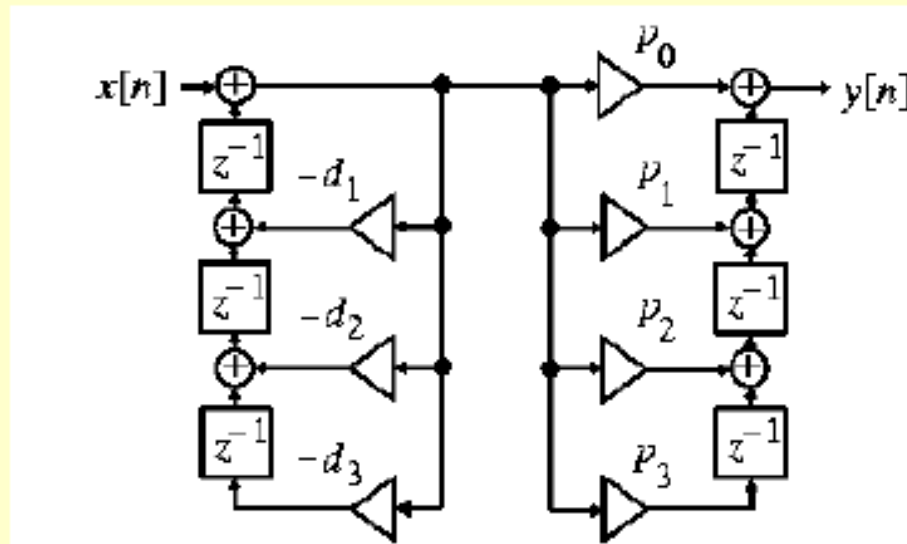 x[n] + p₀ + y[n]
z⁻¹ z⁻¹
-d₁ p₁
+ +
z⁻¹ z⁻¹
-d₂ p₂
+ +
z⁻¹ z⁻¹
-d₃ p₃